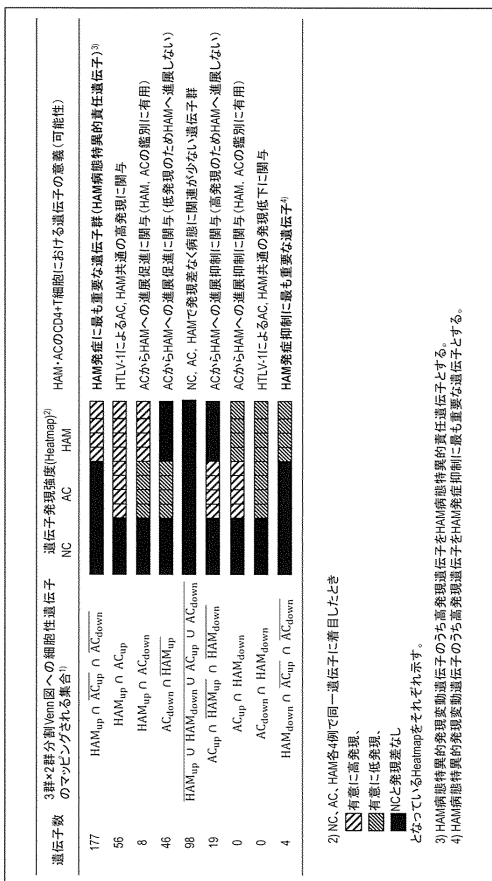 遺伝子数 3群×2群分割Venn図への細胞性遺伝子のマッピングされる集合1) 遺伝子発現強度(Heatmap)2) HAM・ACのCD4+T細胞における遺伝子の意義(可能性)
NC AC HAM
177 HAMup ∩ ACup ∩ ACdown HAM発症に最も重要な遺伝子群(HAM病態特異的責任遺伝子)3)
56 HAMup ∩ ACup HTLV-1によるAC, HAM共通の高発現に関与
8 HAMup ∩ ACdown ACからHAMへの進展促進に関与(HAM, ACの鑑別に有用)
46 ACdown ∩ HAMup ACからHAMへの進展促進に関与(低発現のためHAMへ進展しない)
98 HAMup ∪ HAMdown ∪ ACup ∪ ACdown NC, AC, HAMで発現差なく病態に関連が少ない遺伝子群
19 ACup ∩ HAMup ∩ HAMdown ACからHAMへの進展抑制に関与(高発現のためHAMへ進展しない)
0 ACup ∩ HAMdown ACからHAMへの進展抑制に関与(HAM, ACの鑑別に有用)
0 ACdown ∩ HAMdown HTLV-1によるAC, HAM共通の発現低下に関与
4 HAMdown ∩ ACup ∩ ACdown HAM発症抑制に最も重要な遺伝子4)
2) NC、AC、HAM各4例で同一遺伝子に着目したとき
有意に高発現、
有意に低発現、
NCと発現差なし
となっているHeatmapをそれぞれ示す。
3) HAM病態特異的発現変動遺伝子のうち高発現遺伝子をHAM病態特異的責任遺伝子とする。
4) HAM病態特異的発現変動遺伝子のうち高発現遺伝子をHAM発症抑制に最も重要な遺伝子とする。